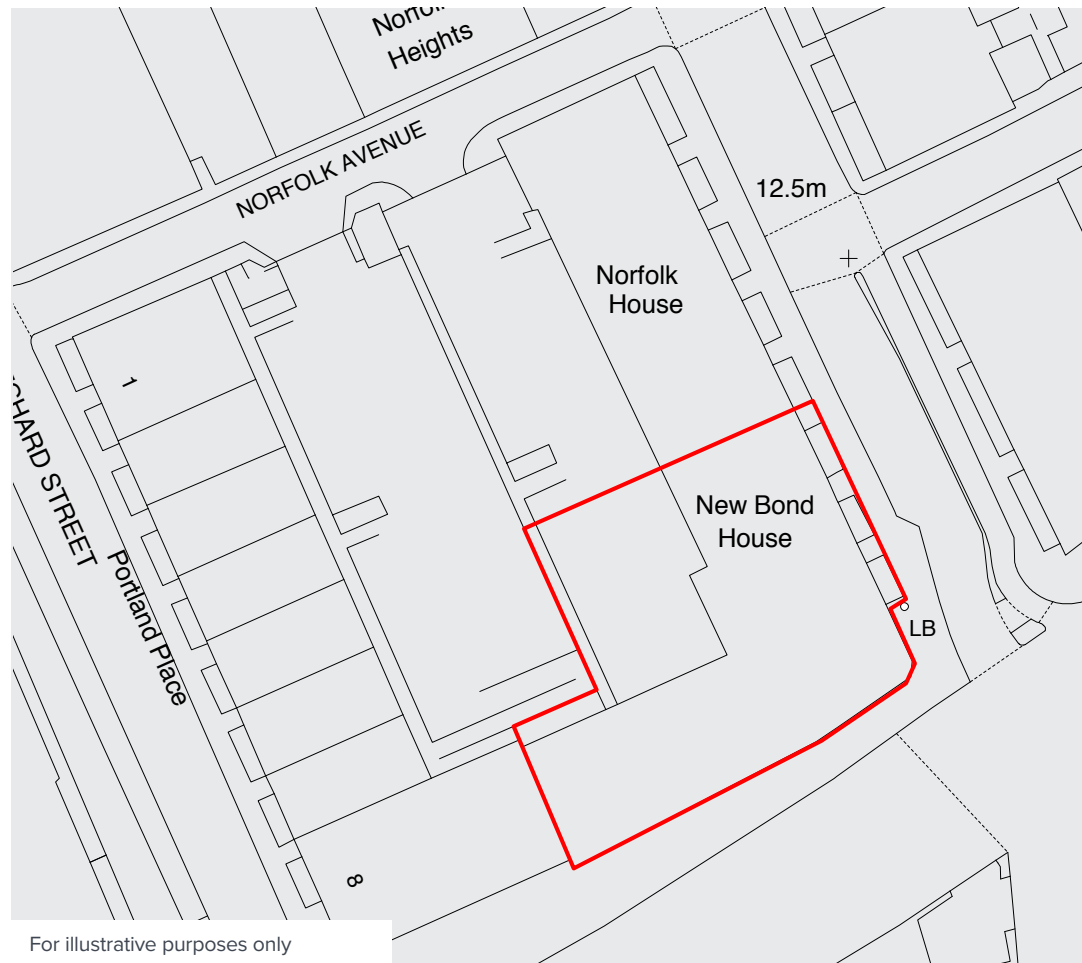 Heights
NORFOLK AVENUE
12.5m
Norfolk
House
1
New Bond
House
CHARD STREET
Portland Place
LB
8
For illustrative purposes only